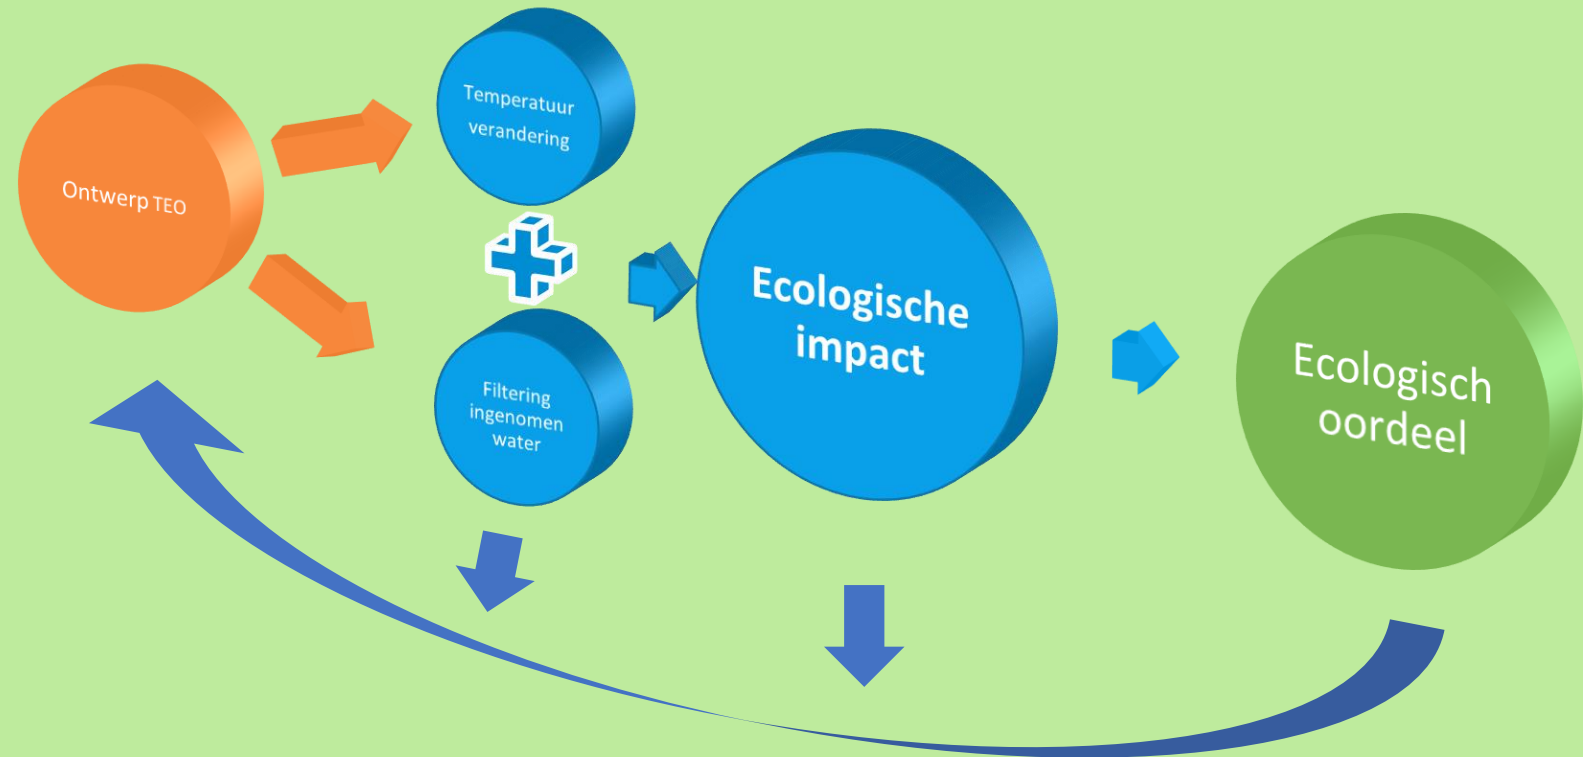 Ontwerp TEO
Temperatuur
verandering
Filtering
ingenomen
water
Ecologische
impact
Ecologisch
oordeel